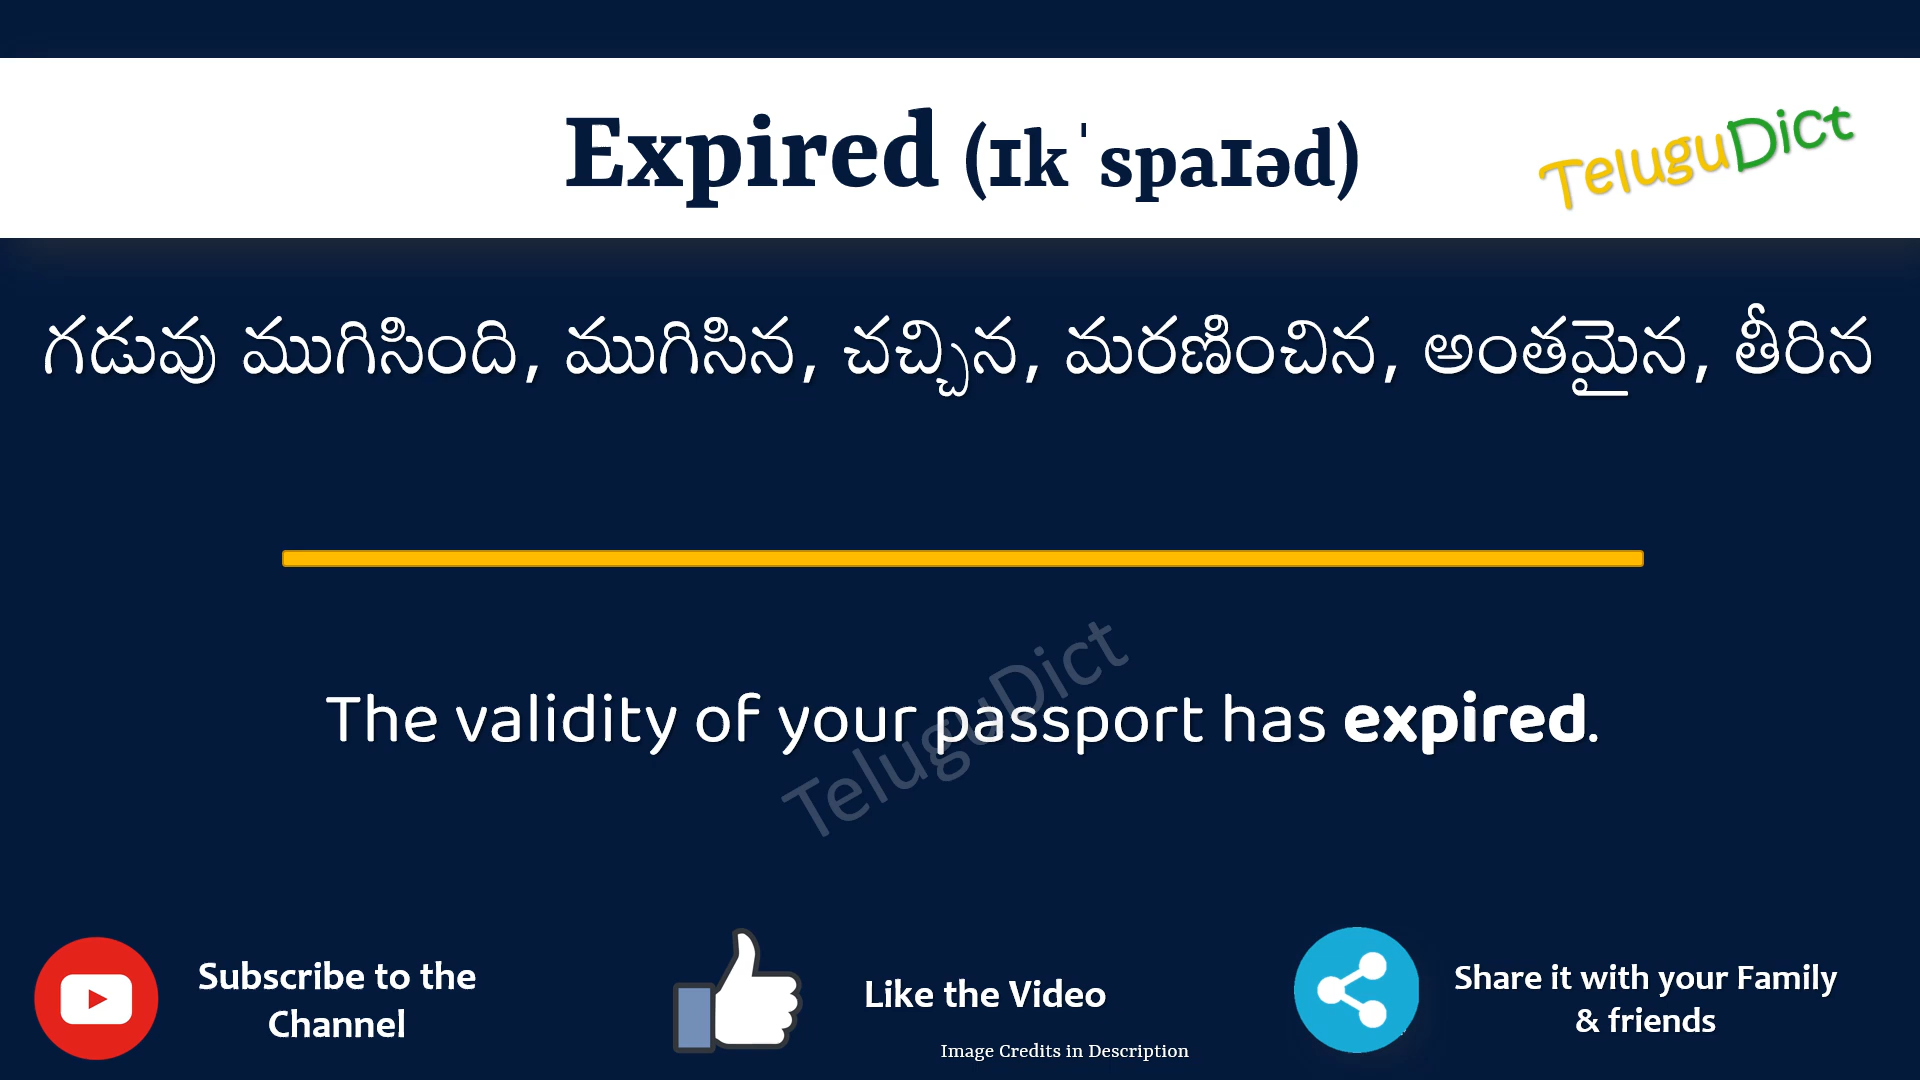 Expired (ɪkˈspaɪəd)
TeluguDict
గడువు ముగిసింది, ముగిసిన, చచ్చిన, మరణించిన, అంతమైన, తీరిన
The validity of your passport has expired.
TeluguDict
Subscribe to the
Channel
Like the Video
Share it with your Family
& friends
Image Credits in Description